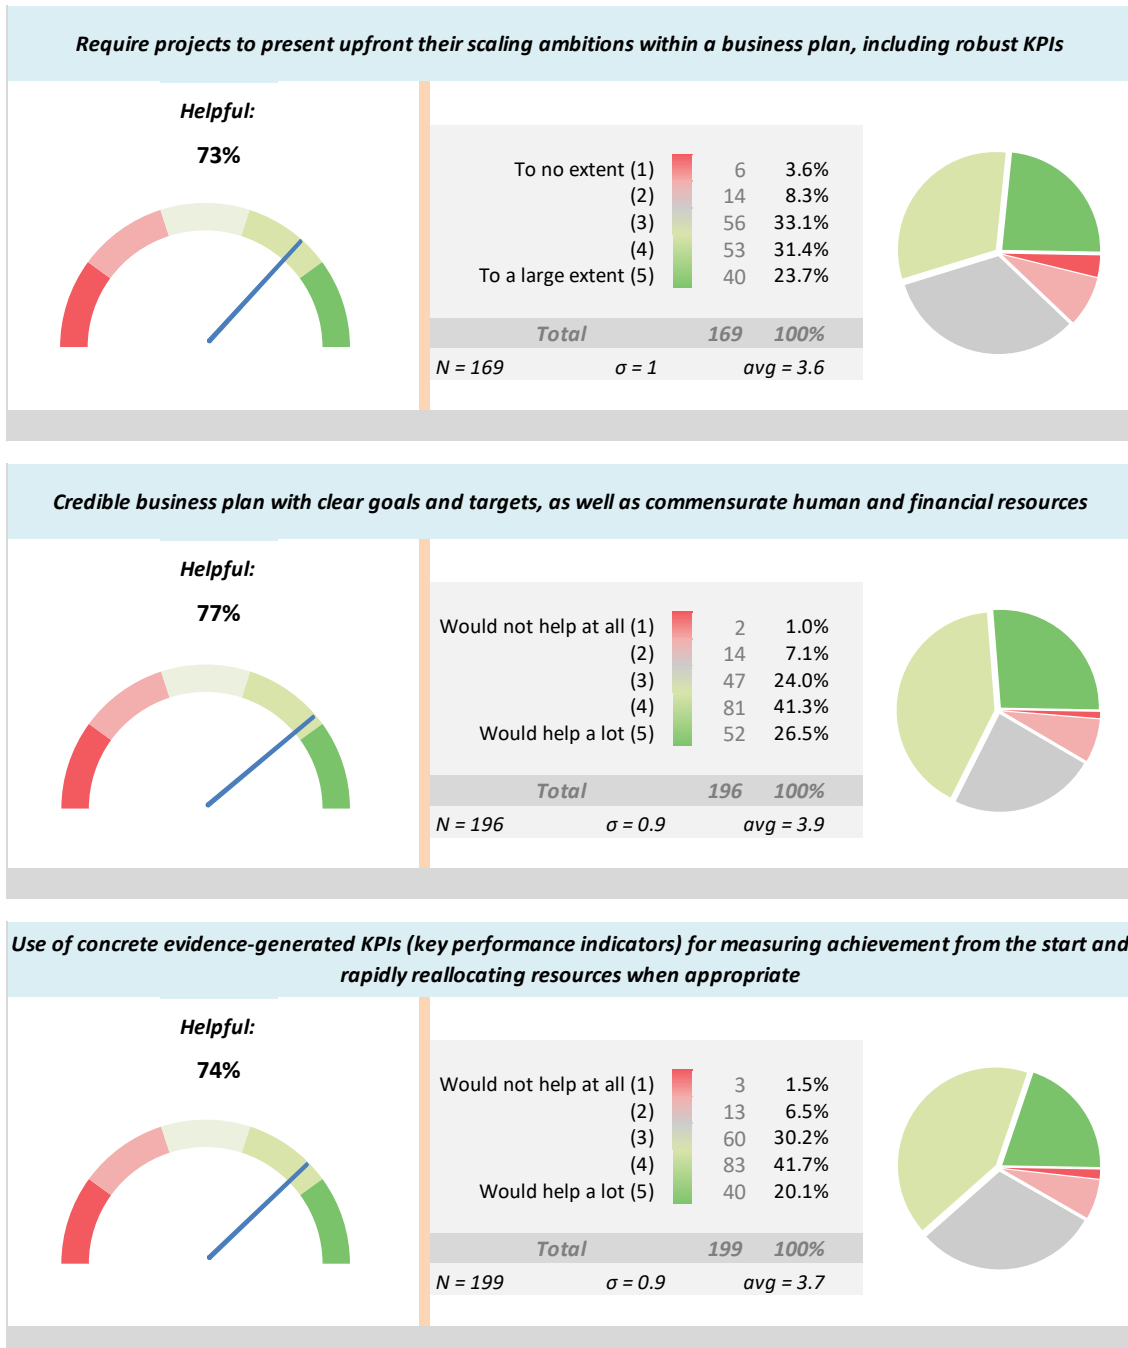 Require projects to present upfront their scaling ambitions within a business plan, including robust KPIs
Helpful:
73%
To no extent (1) 6 3.6%
(2) 14 8.3%
(3) 56 33.1%
(4) 53 31.4%
To a large extent (5) 40 23.7%
Total 169 100%
N = 169 σ = 1 avg = 3.6
Credible business plan with clear goals and targets, as well as commensurate human and financial resources
Helpful:
77%
Would not help at all (1) 2 1.0%
(2) 14 7.1%
(3) 47 24.0%
(4) 81 41.3%
Would help a lot (5) 52 26.5%
Total 196 100%
N = 196 σ = 0.9 avg = 3.9
Use of concrete evidence-generated KPIs (key performance indicators) for measuring achievement from the start and
rapidly reallocating resources when appropriate
Helpful:
74%
Would not help at all (1) 3 1.5%
(2) 13 6.5%
(3) 60 30.2%
(4) 83 41.7%
Would help a lot (5) 40 20.1%
Total 199 100%
N = 199 σ = 0.9 avg = 3.7